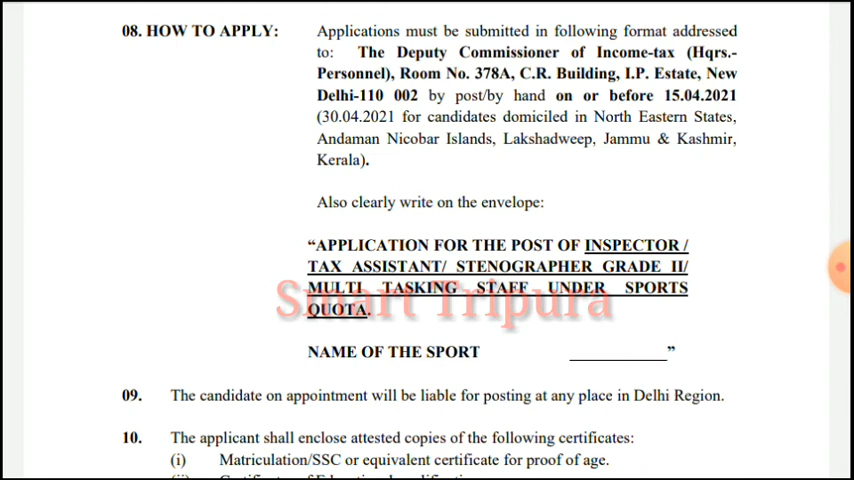 08. HOW TO APPLY: Applications must be submitted in following format addressed
to: The Deputy Commissioner of Income-tax (Hqrs.-
Personnel), Room No. 378A, C.R. Building, I.P. Estate, New
Delhi-110 002 by post/by hand on or before 15.04.2021
(30.04.2021 for candidates domiciled in North Eastern States,
Andaman Nicobar Islands, Lakshadweep, Jammu & Kashmir,
Kerala).
Also clearly write on the envelope:
“APPLICATION FOR THE POST OF INSPECTOR /
TAX ASSISTANT/ STENOGRAPHER GRADE II/
MULTI TASKING STAFF UNDER SPORTS
Smart Tripura
QUOTA.
NAME OF THE SPORT ___________”
09. The candidate on appointment will be liable for posting at any place in Delhi Region.
10. The applicant shall enclose attested copies of the following certificates:
(i) Matriculation/SSC or equivalent certificate for proof of age.